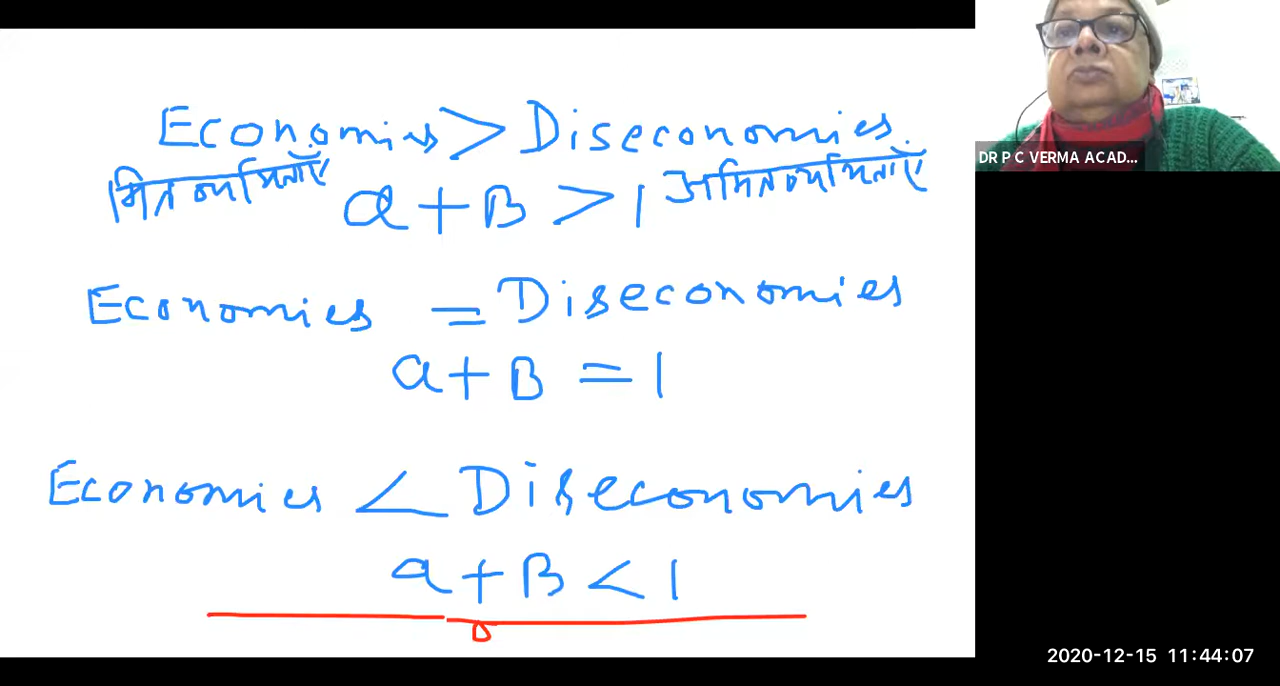 Economies > Diseconomies.
मितव्ययिताएँ अमितव्ययिताएँ
a + B > 1
Economies = Diseconomies
a + B = 1
Economies < Diseconomies
a + B < 1
DR P C VERMA ACAD...
2020-12-15 11:44:07